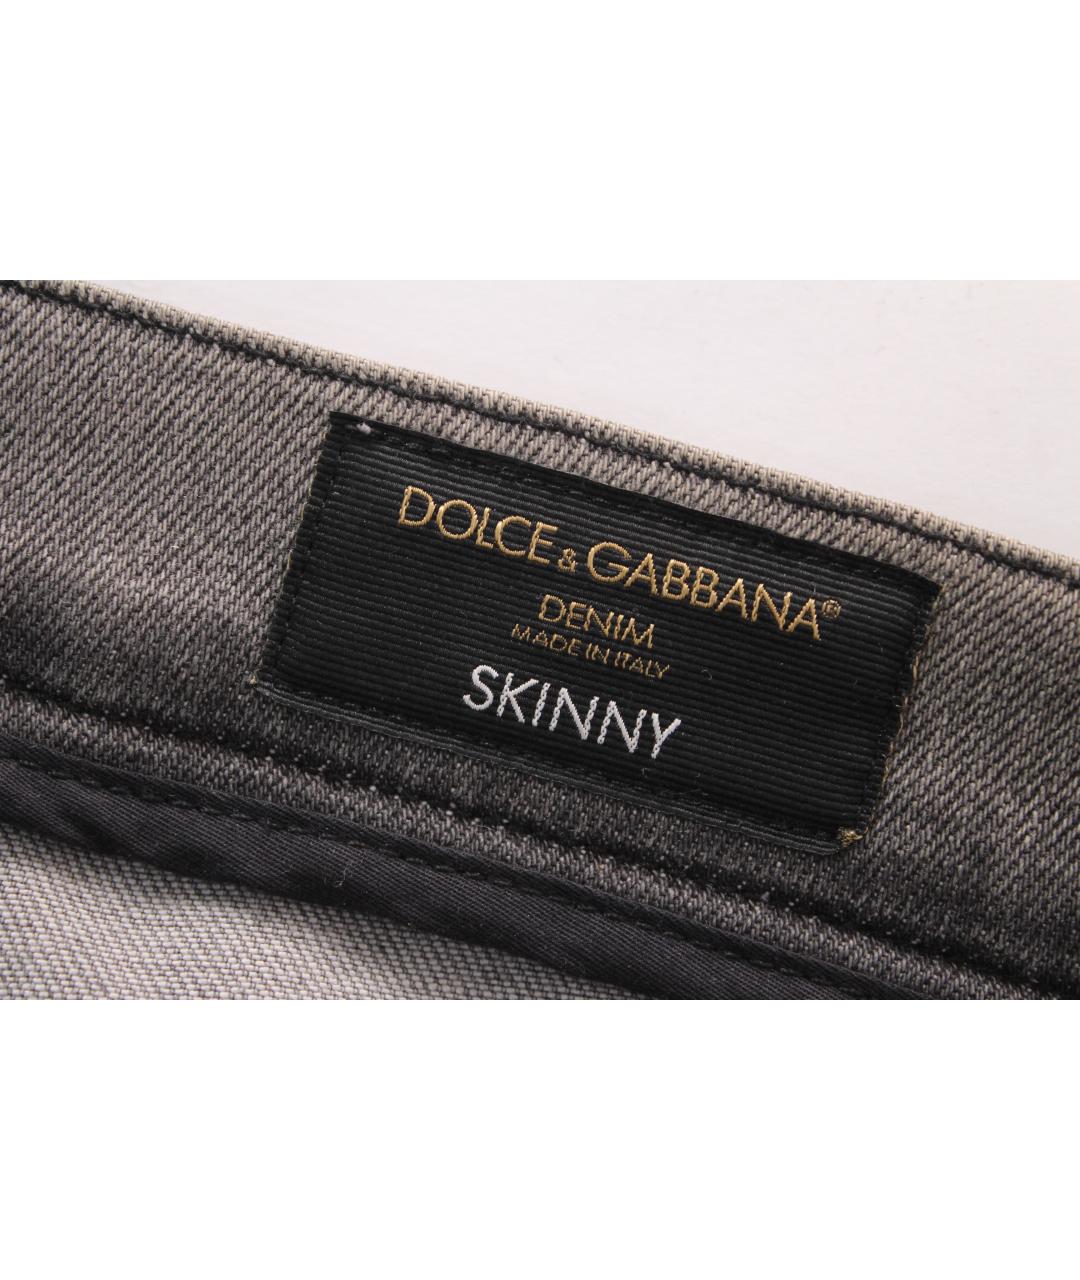 DOLCE & GABBANA®
DENIM
MADE IN ITALY
SKINNY